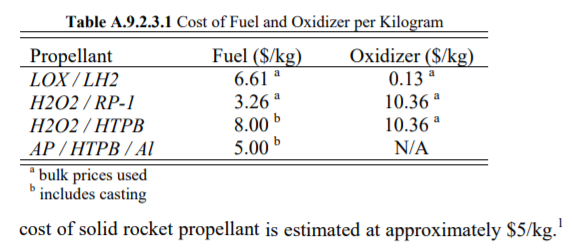 Table A.9.2.3.1 Cost of Fuel and Oxidizer per Kilogram
Propellant Fuel ($/kg) Oxidizer ($/kg)
LOX / LH2 6.61 a 0.13 a
H2O2 / RP-1 3.26 a 10.36 a
H2O2 / HTPB 8.00 b 10.36 a
AP / HTPB / Al 5.00 b N/A
a bulk prices used
b includes casting
cost of solid rocket propellant is estimated at approximately $5/kg.1